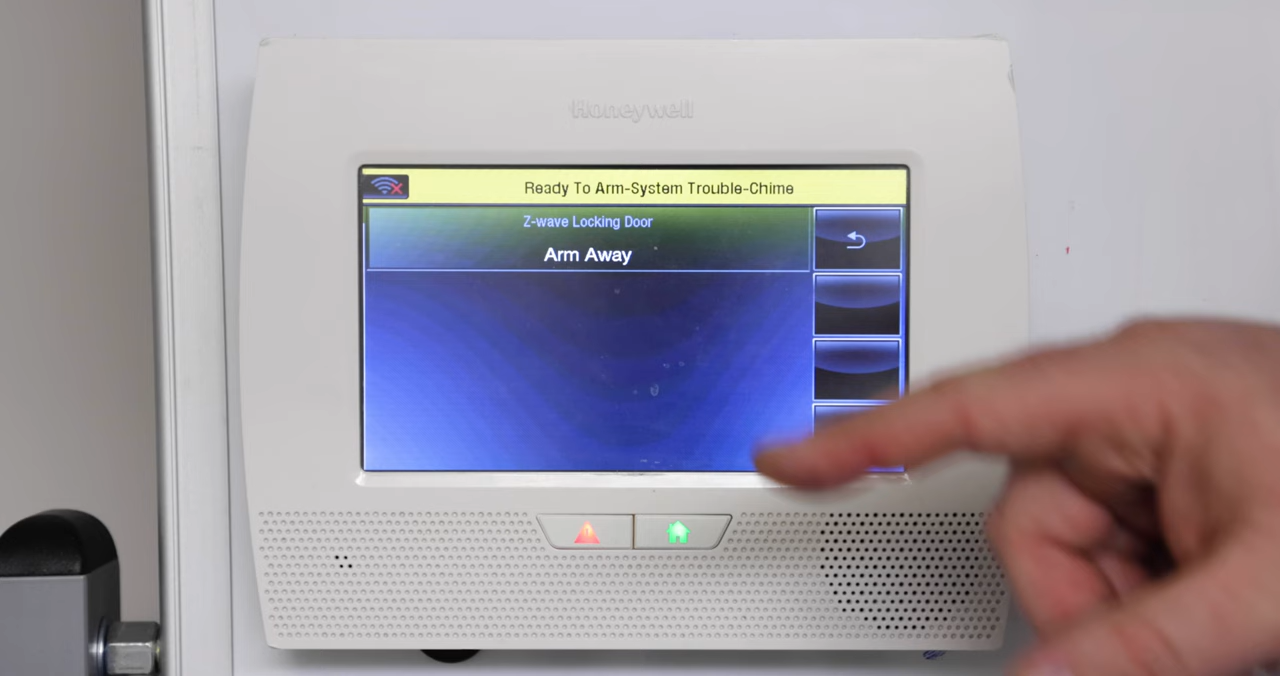 Honeywell
Ready To Arm-System Trouble-Chime
Z-wave Locking Door
Arm Away